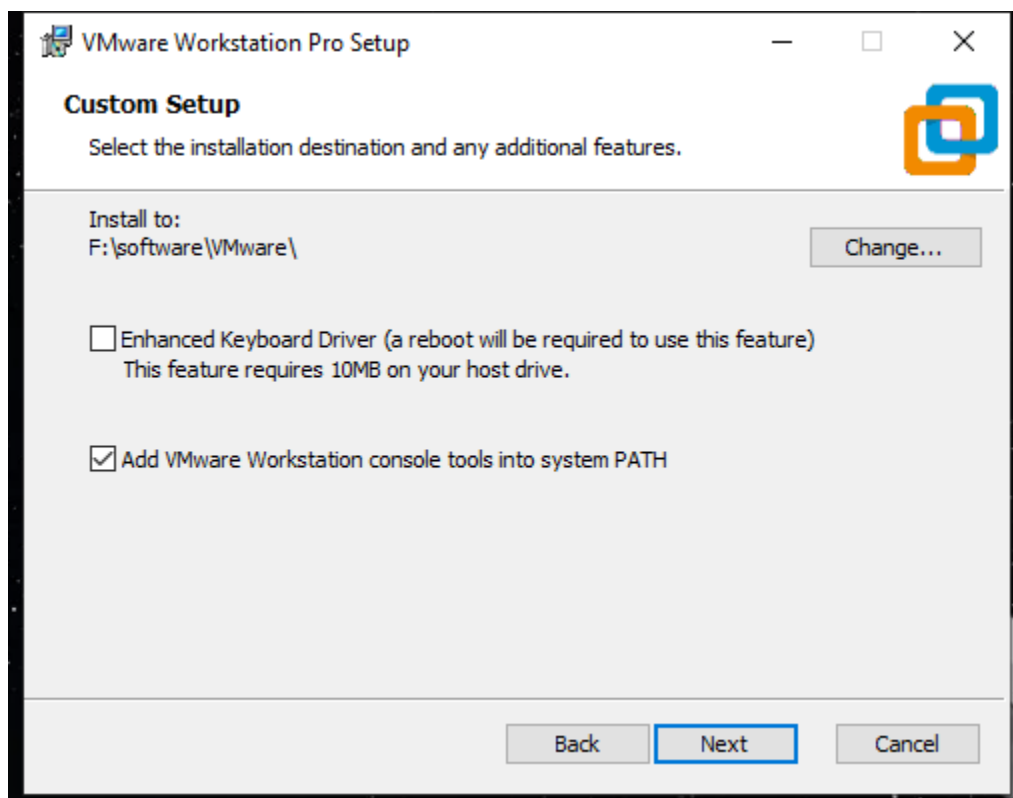 VMware Workstation Pro Setup
Custom Setup
Select the installation destination and any additional features.
Install to:
F:\software\VMware\
Change...
Enhanced Keyboard Driver (a reboot will be required to use this feature)
This feature requires 10MB on your host drive.
Add VMware Workstation console tools into system PATH
Back Next Cancel